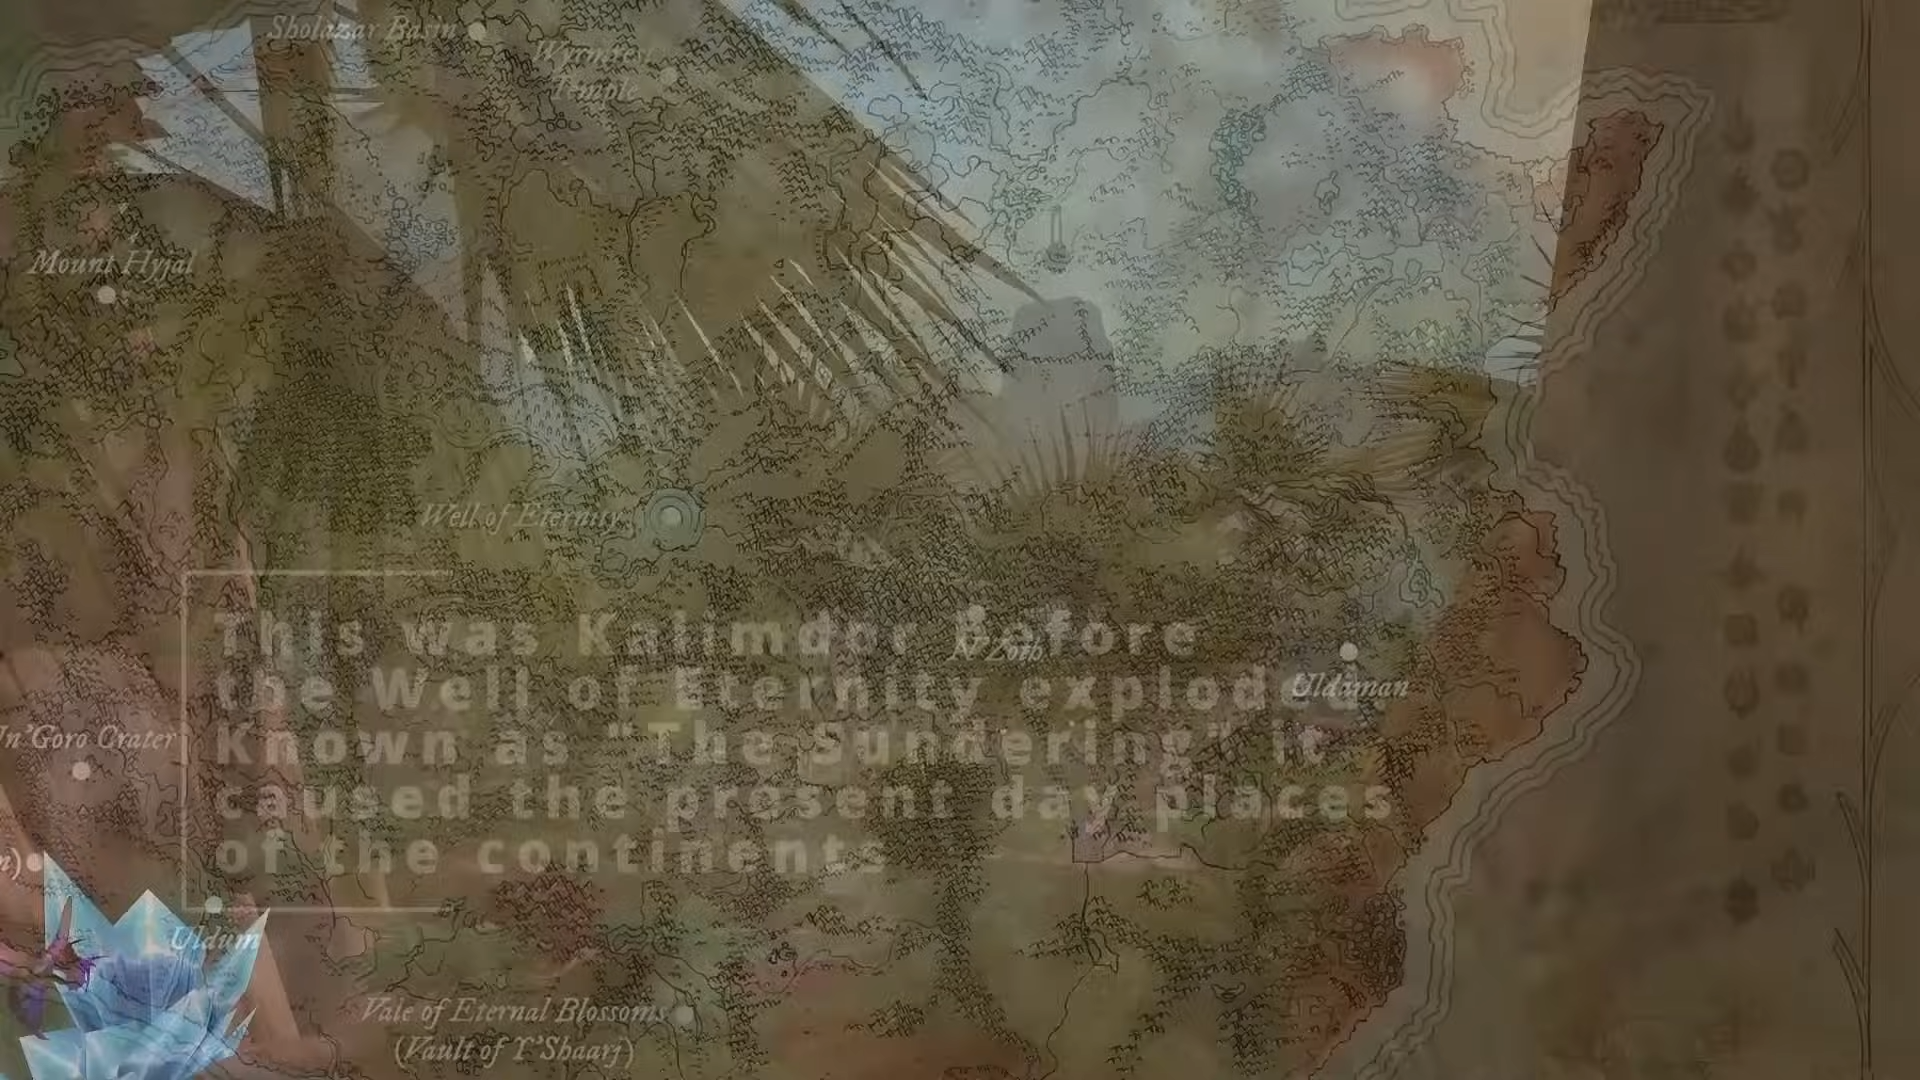 Sholazar Basin
Wyrmrest
Temple
Mount Hyjal
Well of Eternity
This was Kalimdor before
the Well of Eternity exploded.
Known as "The Sundering" it
caused the present day places
of the continents
N'Zoth
Uldaman
Un'Goro Crater
Uldum
Vale of Eternal Blossoms
(Vault of Y'Shaarj)